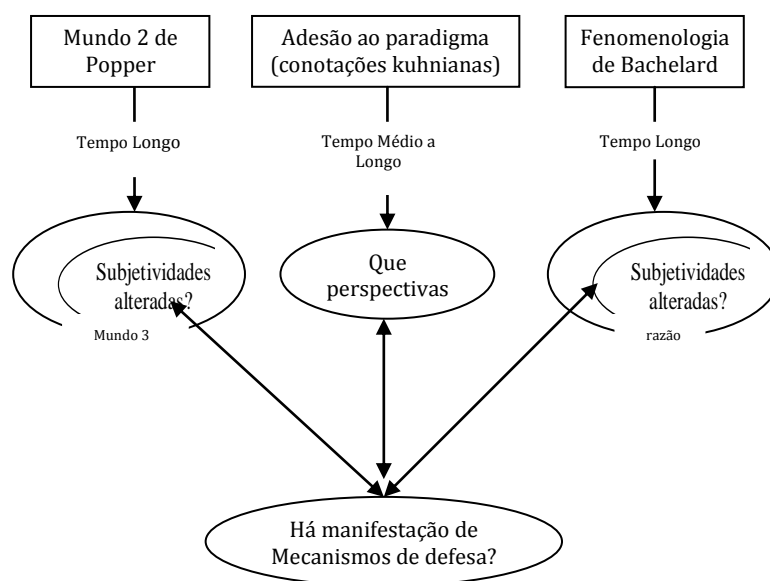 Mundo 2 de
Popper
Adesão ao paradigma
(conotações kuhnianas)
Fenomenologia
de Bachelard
Tempo Longo
Tempo Médio a
Longo
Tempo Longo
Subjetividades
alteradas?
Mundo 3
Que
perspectivas
Subjetividades
alteradas?
razão
Há manifestação de
Mecanismos de defesa?